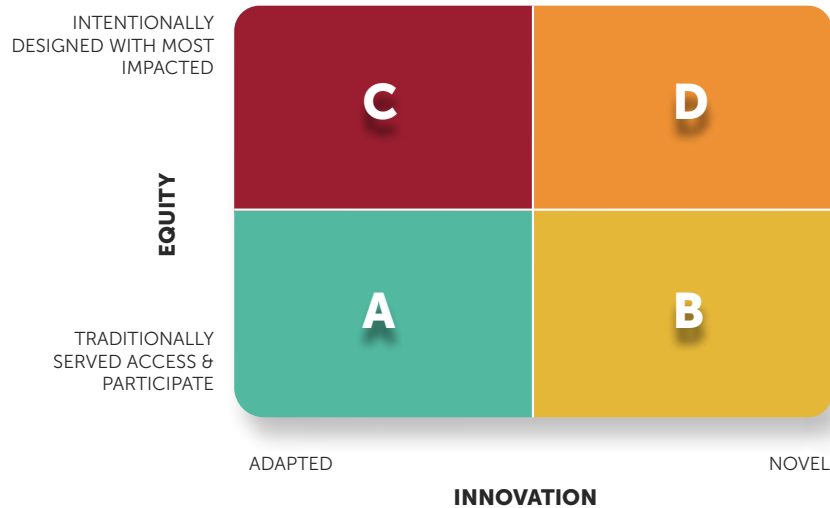 INTENTIONALLY
DESIGNED WITH MOST
IMPACTED
C
D
EQUITY
A
B
TRADITIONALLY
SERVED ACCESS &
PARTICIPATE
ADAPTED
NOVEL
INNOVATION